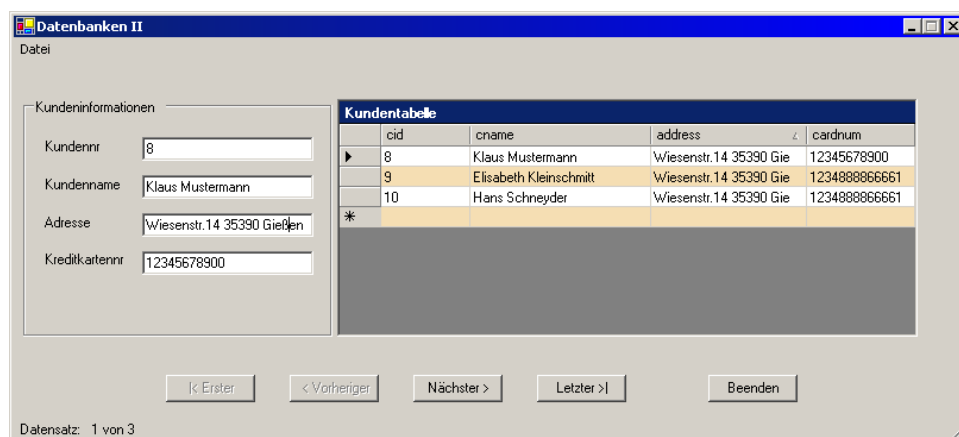 Datenbanken II
Datei
Kundeninformationen
Kundennr 8
Kundenname Klaus Mustermann
Adresse Wiesenstr.14 35390 Gießen
Kreditkartennr 12345678900
Kundentabelle
cid cname address cardnum
8 Klaus Mustermann Wiesenstr.14 35390 Gie 12345678900
9 Elisabeth Kleinschmitt Wiesenstr.14 35390 Gie 1234888866661
10 Hans Schneyder Wiesenstr.14 35390 Gie 1234888866661
|< Erster < Vorheriger Nächster > Letzter >| Beenden
Datensatz: 1 von 3